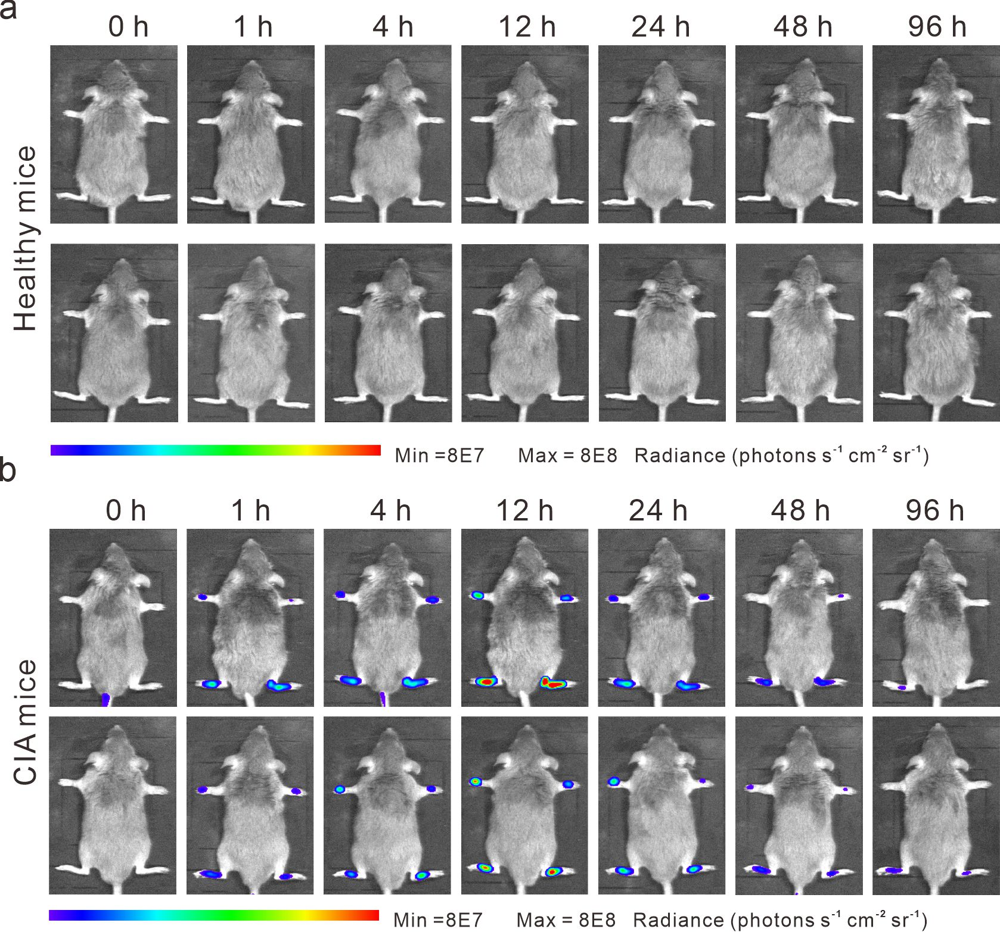 a
0 h 1 h 4 h 12 h 24 h 48 h 96 h
Healthy mice
Min =8E7 Max = 8E8 Radiance (photons s⁻¹ cm⁻² sr⁻¹)
b
0 h 1 h 4 h 12 h 24 h 48 h 96 h
CIA mice
Min =8E7 Max = 8E8 Radiance (photons s⁻¹ cm⁻² sr⁻¹)